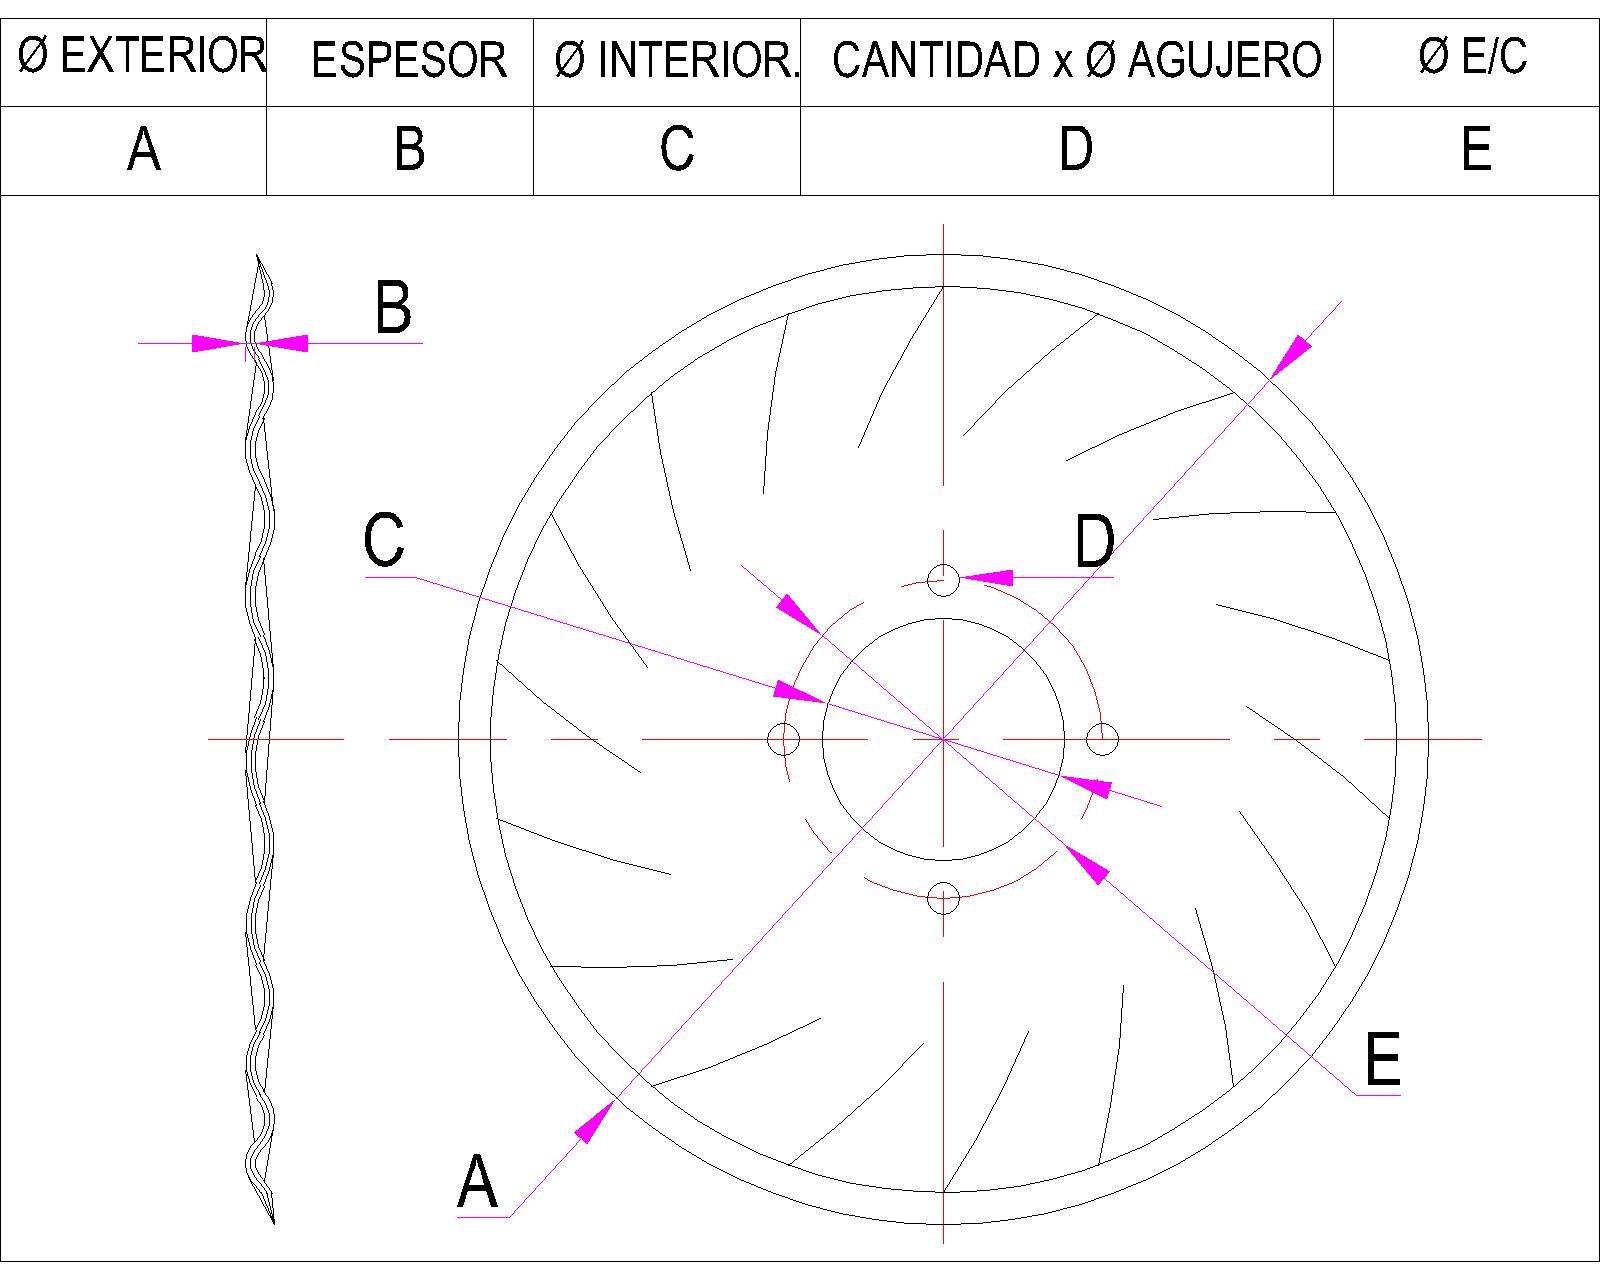 Ø EXTERIOR ESPESOR Ø INTERIOR. CANTIDAD x Ø AGUJERO Ø E/C
A B C D E
B
C
D
E
A